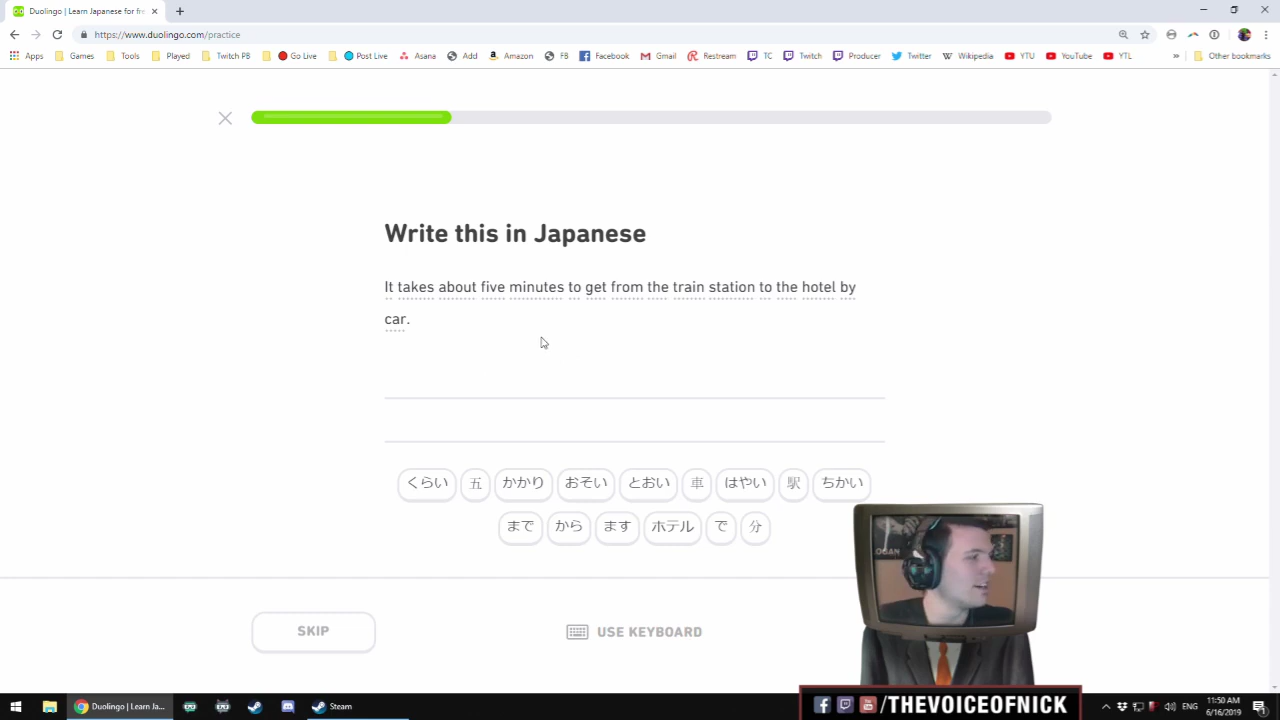 Duolingo | Learn Japanese for fre
https://www.duolingo.com/practice
Apps Games Tools Played Twitch PB Go Live Post Live Asana Add Amazon FB Facebook Gmail Restream TC Twitch Producer Twitter Wikipedia YTU YouTube YTL » Other bookmarks
Write this in Japanese
It takes about five minutes to get from the train station to the hotel by
car.
くらい 五 かかり おそい とおい 車 はやい 駅 ちかい
まで から ます ホテル で 分
SKIP
USE KEYBOARD
/THEVOICEOFNICK
Duolingo | Learn Ja...
Steam
ENG
11:50 AM
6/16/2019